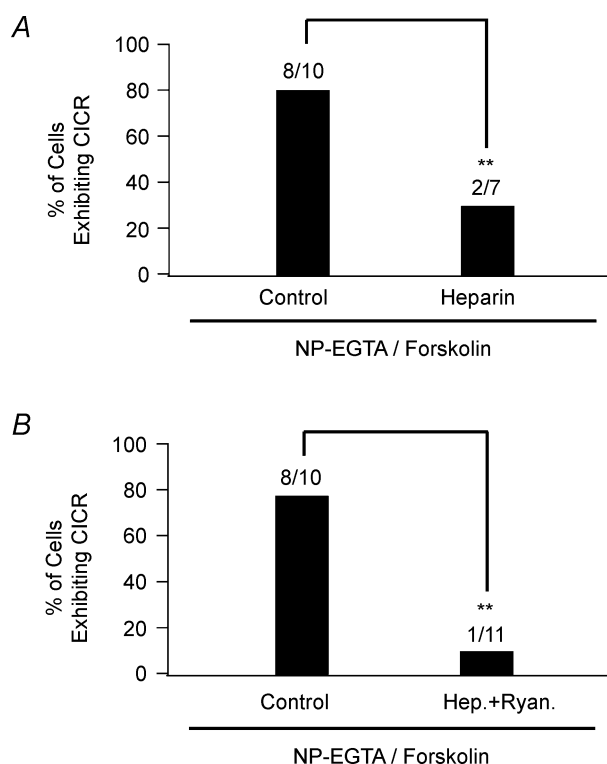 A
% of Cells
Exhibiting CICR
100
80
60
40
20
0
8/10
**
2/7
Control
Heparin
NP-EGTA / Forskolin
B
% of Cells
Exhibiting CICR
100
80
60
40
20
0
8/10
**
1/11
Control
Hep.+Ryan.
NP-EGTA / Forskolin